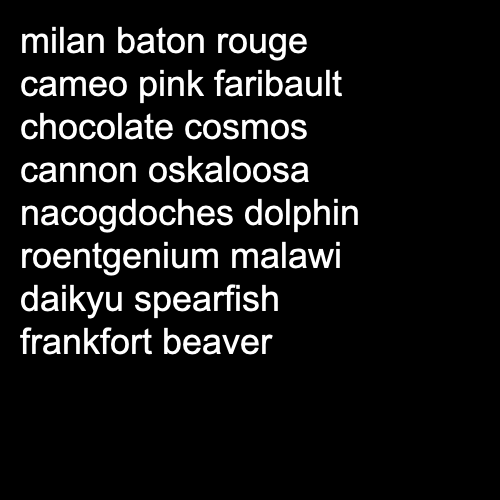 milan baton rouge
cameo pink faribault
chocolate cosmos
cannon oskaloosa
nacogdoches dolphin
roentgenium malawi
daikyu spearfish
frankfort beaver